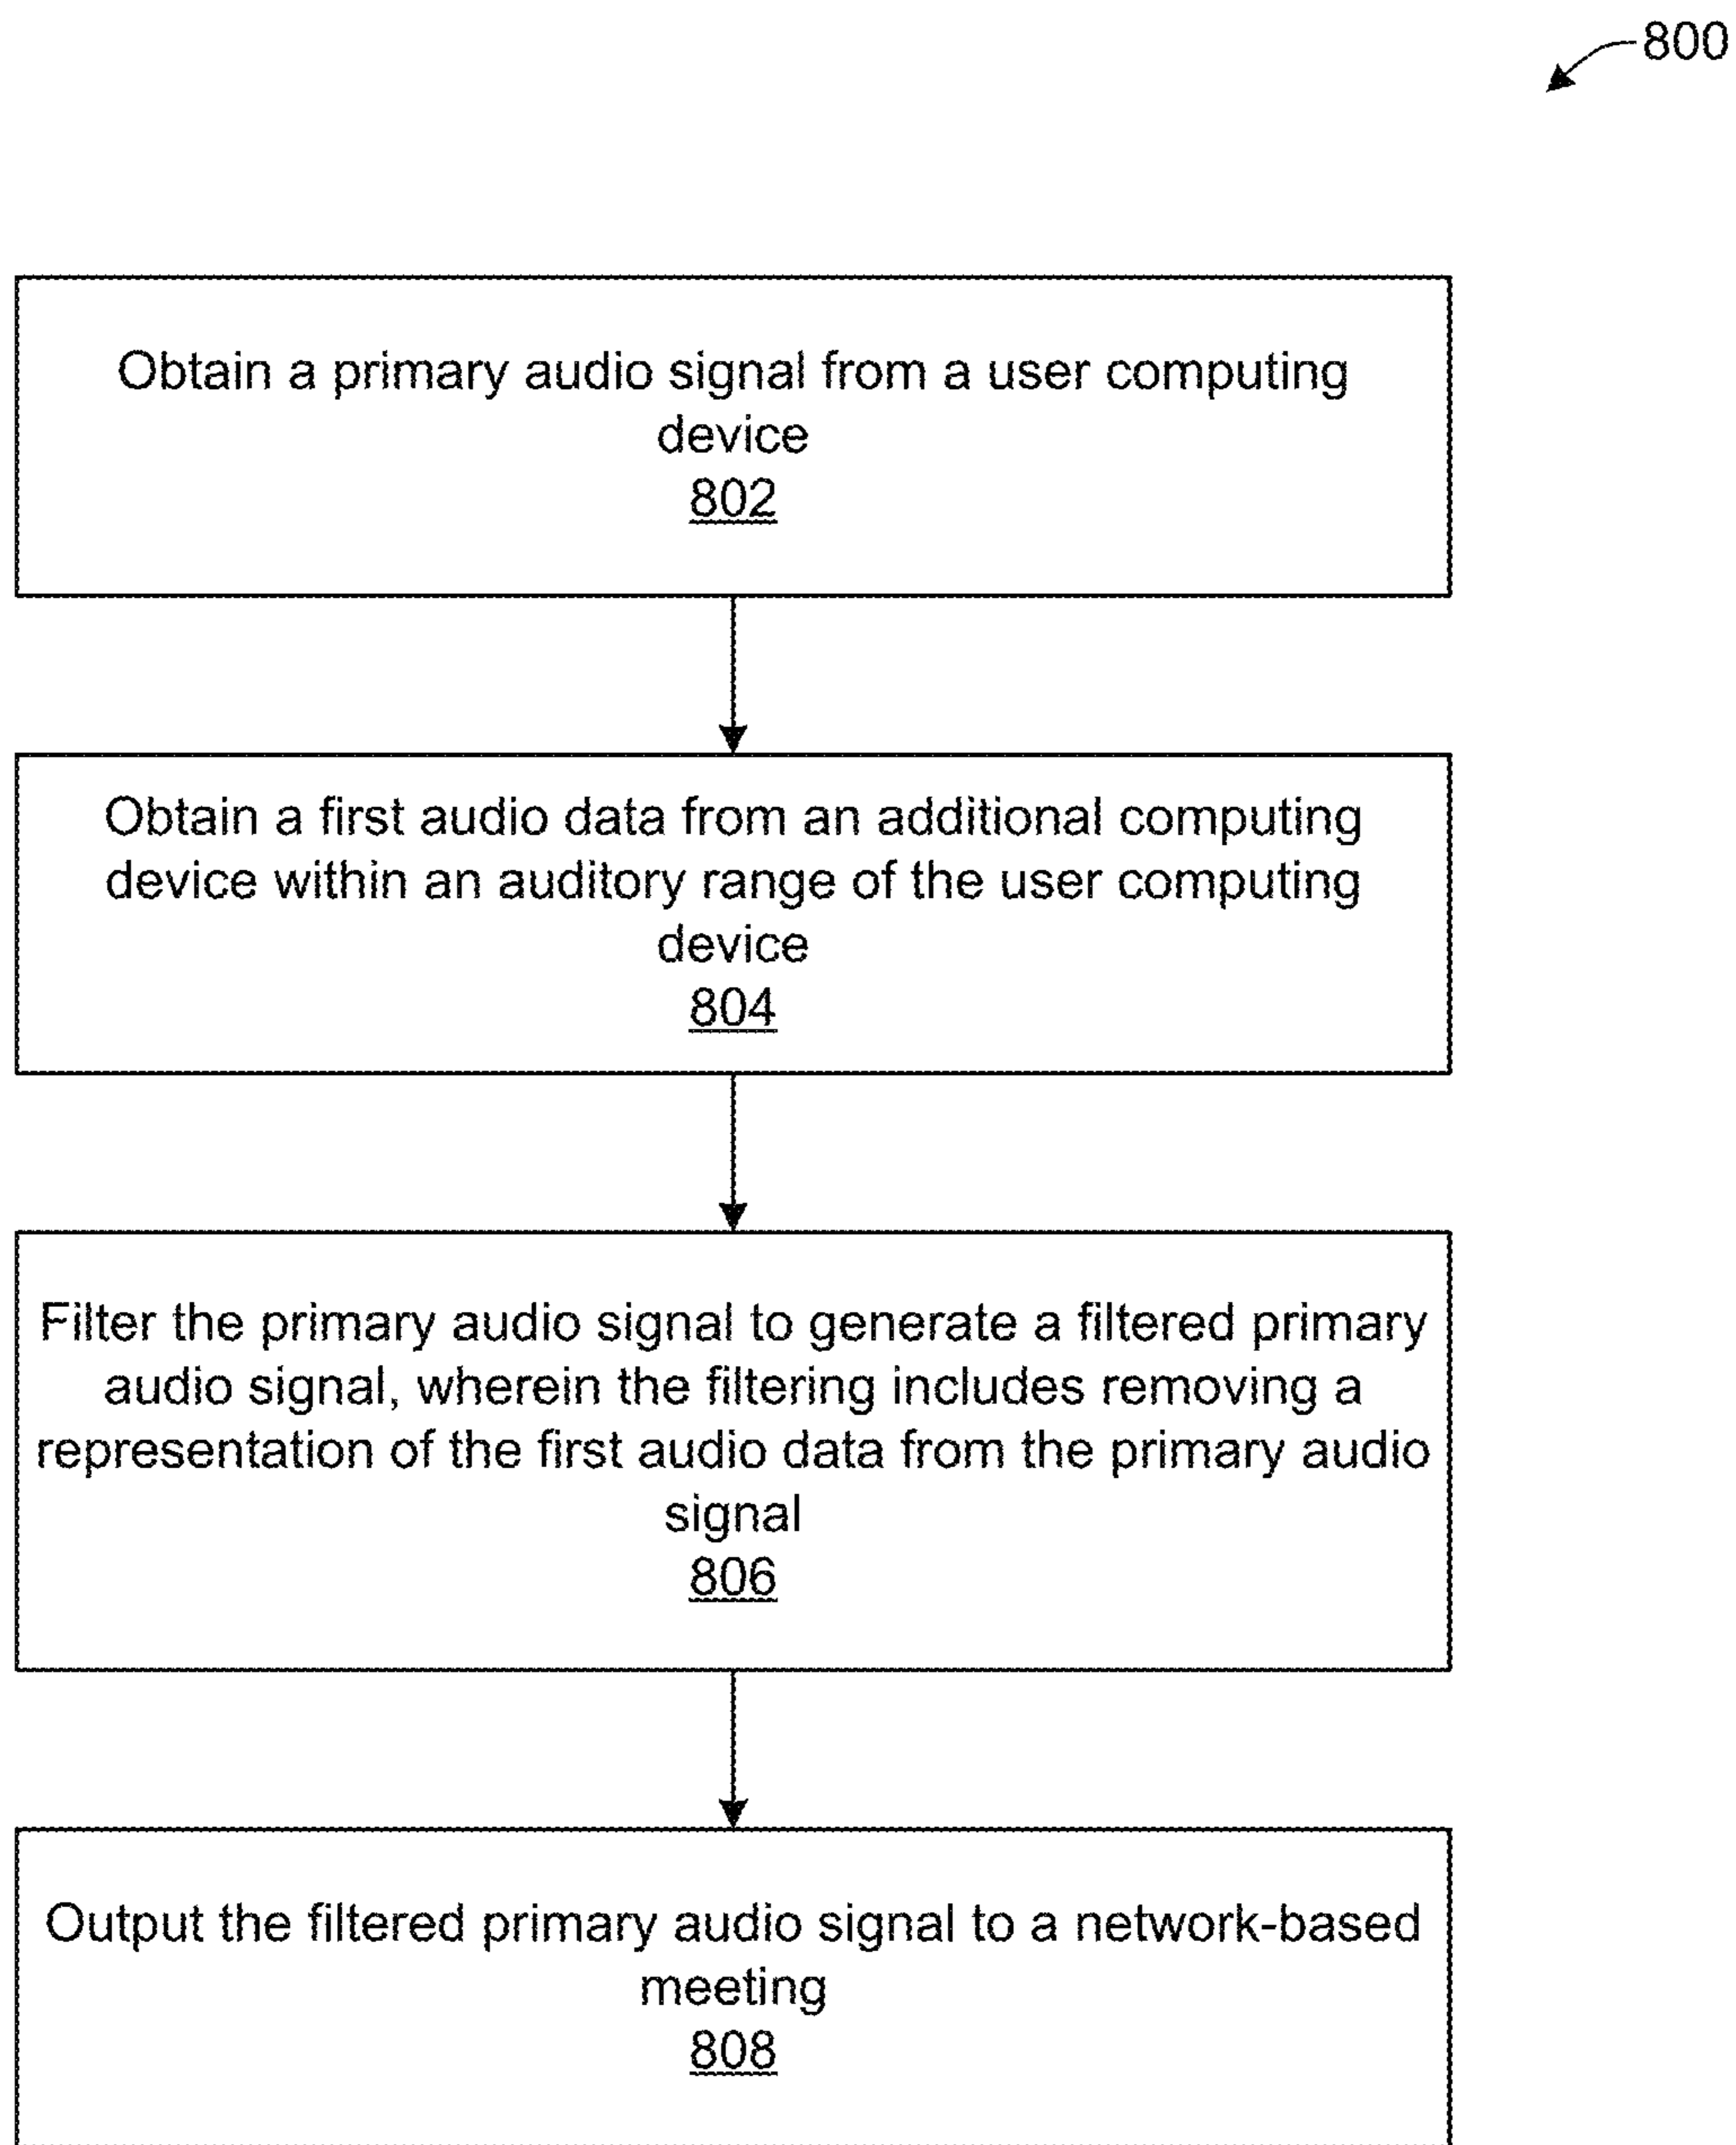 800
Obtain a primary audio signal from a user computing
device
802
Obtain a first audio data from an additional computing
device within an auditory range of the user computing
device
804
Filter the primary audio signal to generate a filtered primary
audio signal, wherein the filtering includes removing a
representation of the first audio data from the primary audio
signal
806
Output the filtered primary audio signal to a network-based
meeting
808